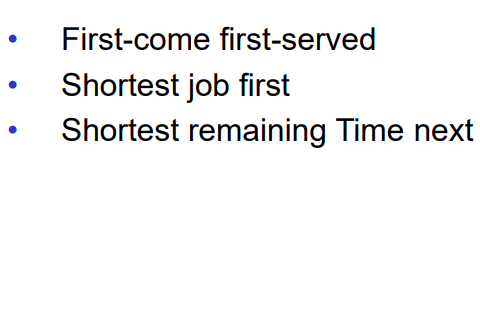 • First-come first-served
• Shortest job first
• Shortest remaining Time next